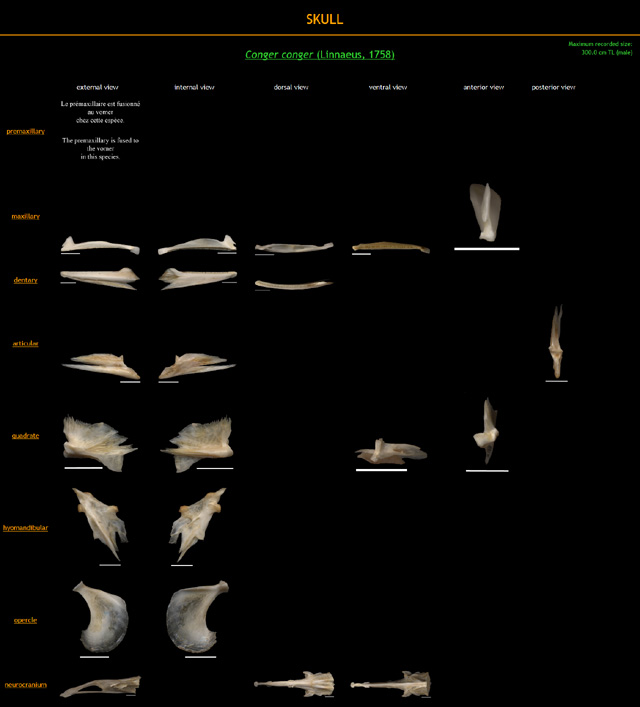 SKULL
Conger conger (Linnaeus, 1758)
Maximum recorded size:
300.0 cm TL (male)
external view internal view dorsal view ventral view anterior view posterior view
premaxillary
Le prémaxillaire est fusionné
au vomer
chez cette espèce.
The premaxillary is fused to
the vomer
in this species.
maxillary
dentary
articular
quadrate
hyomandibular
opercle
neurocranium